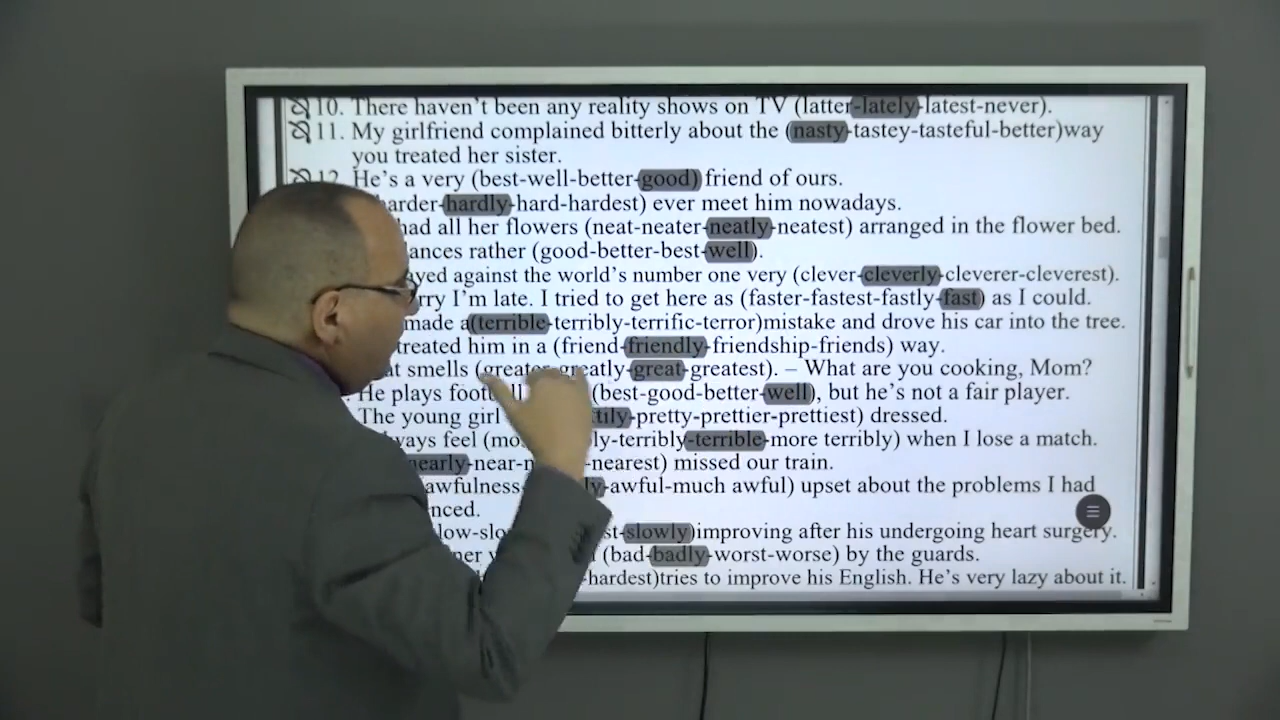 10. There haven't been any reality shows on TV (latter-lately-latest-never).
11. My girlfriend complained bitterly about the (nasty-tastey-tasteful-better)way
you treated her sister.
12. He's a very (best-well-better-good) friend of ours.
-hardly-hard-hardest) ever meet him nowadays.
had all her flowers (neat-neater-neatly-neatest) arranged in the flower bed.
rather (good-better-best-well).
against the world's number one very (clever-cleverly-cleverer-cleverest).
I'm late. I tried to get here as (faster-fastest-fastly-fast) as I could.
made a(terrible-terribly-terrific-terror)mistake and drove his car into the tree.
treated him in a (friend-friendly-friendship-friends) way.
smells (greater-greatly-great-greatest). – What are you cooking, Mom?
He plays (best-good-better-well), but he's not a fair player.
The young girl -pretty-prettier-prettiest) dressed.
feel -terribly-terrible-more terribly) when I lose a match.
nearly-near- -nearest) missed our train.
awfulness- -awful-much awful) upset about the problems I had
-slowly)improving after his undergoing heart surgery.
(bad-badly-worst-worse) by the guards.
-hardest)tries to improve his English. He's very lazy about it.